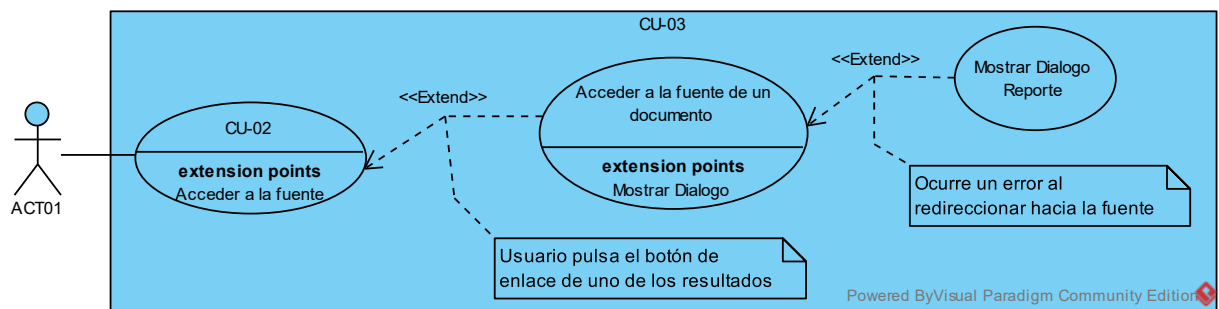 CU-03
ACT01
CU-02
extension points
Acceder a la fuente
<<Extend>>
Usuario pulsa el botón de
enlace de uno de los resultados
Acceder a la fuente de un
documento
extension points
Mostrar Dialogo
<<Extend>>
Ocurre un error al
redireccionar hacia la fuente
Mostrar Dialogo
Reporte
Powered ByVisual Paradigm Community Edition